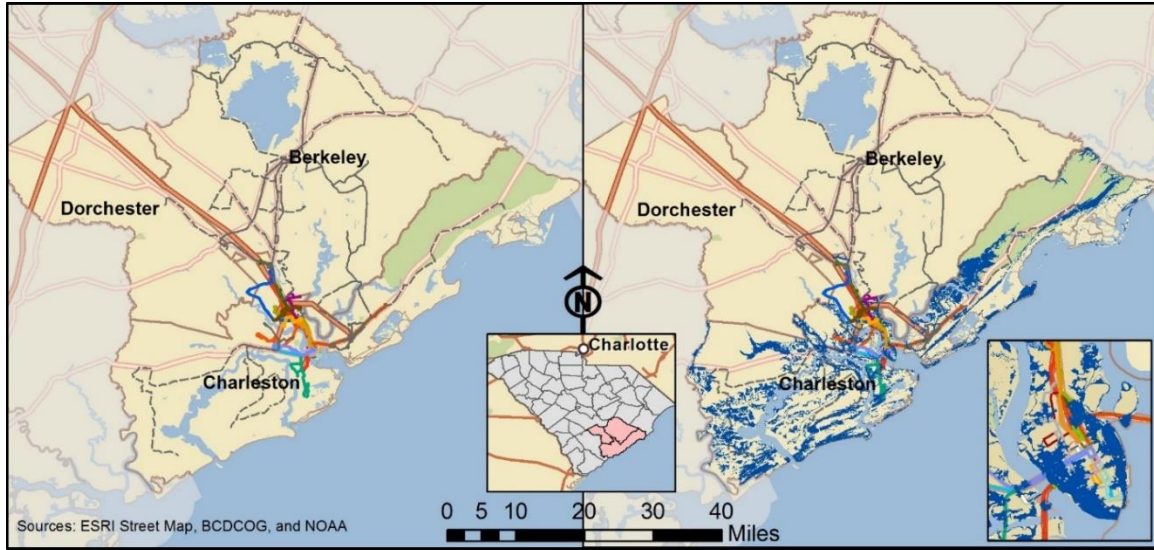 Berkeley
Dorchester
Charleston
Sources: ESRI Street Map, BCDCOG, and NOAA
N
Charlotte
0 5 10 20 30 40
Miles
Berkeley
Dorchester
Charleston